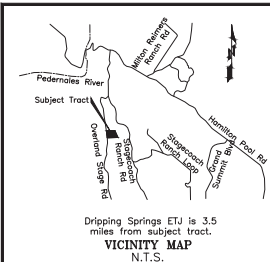 Milton Reimers
Ranch Rd
Pedernales River
Subject Tract
Hamilton Pool Rd
Overland Stage Rd
Stagecoach
Ranch Rd
Stagecoach
Ranch Loop
Grand
Summit Blvd
Dripping Springs ETJ is 3.5
miles from subject tract.
VICINITY MAP
N.T.S.